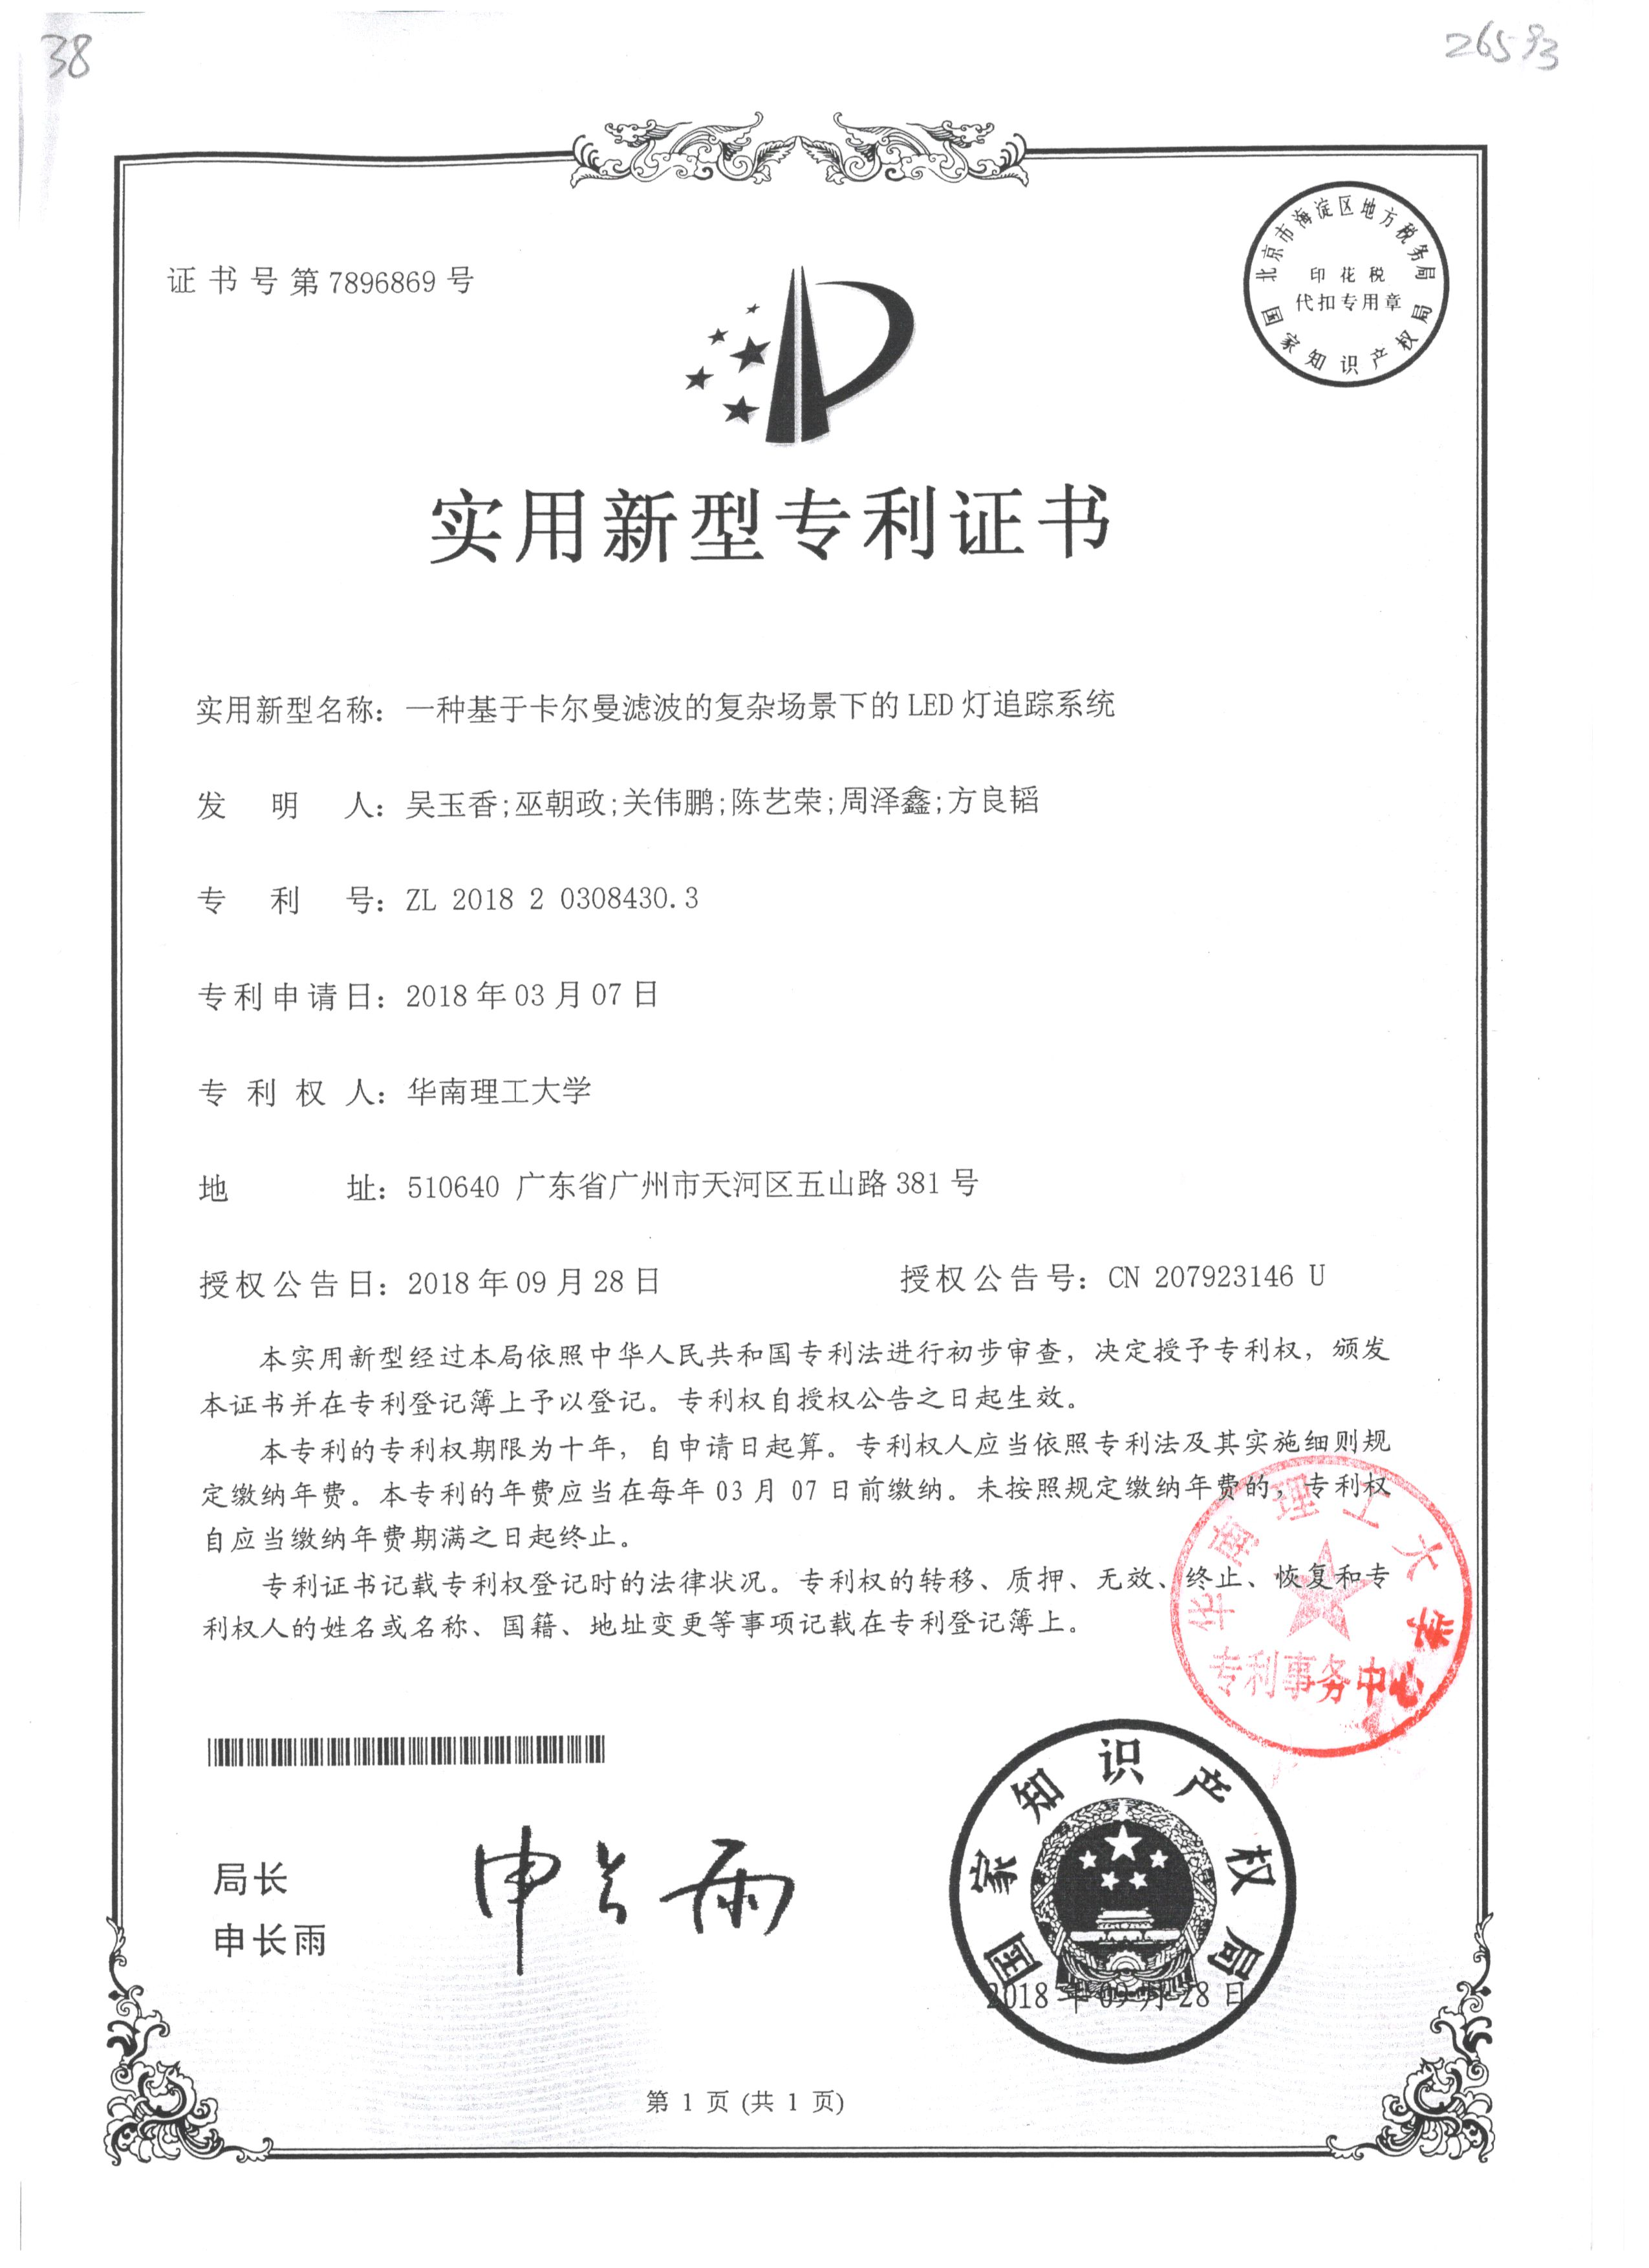 38
26593
北京市海淀区地方税务局
印花税
代扣专用章
国家知识产权局
证书号第7896869号
实用新型专利证书
实用新型名称：一种基于卡尔曼滤波的复杂场景下的LED灯追踪系统
发明人：吴玉香;巫朝政;关伟鹏;陈艺荣;周泽鑫;方良韬
专利号：ZL 2018 2 0308430.3
专利申请日：2018年03月07日
专利权人：华南理工大学
地址：510640 广东省广州市天河区五山路381号
授权公告日：2018年09月28日 授权公告号：CN 207923146 U
本实用新型经过本局依照中华人民共和国专利法进行初步审查，决定授予专利权，颁发
本证书并在专利登记簿上予以登记。专利权自授权公告之日起生效。
本专利的专利权期限为十年，自申请日起算。专利权人应当依照专利法及其实施细则规
定缴纳年费。本专利的年费应当在每年03月07日前缴纳。未按照规定缴纳年费的，专利权
自应当缴纳年费期满之日起终止。
专利证书记载专利权登记时的法律状况。专利权的转移、质押、无效、终止、恢复和专
利权人的姓名或名称、国籍、地址变更等事项记载在专利登记簿上。
华南理工大学
专利事务中心
局长
申长雨
申长雨
国家知识产权局
2018年09月28日
第 1 页 (共 1 页)